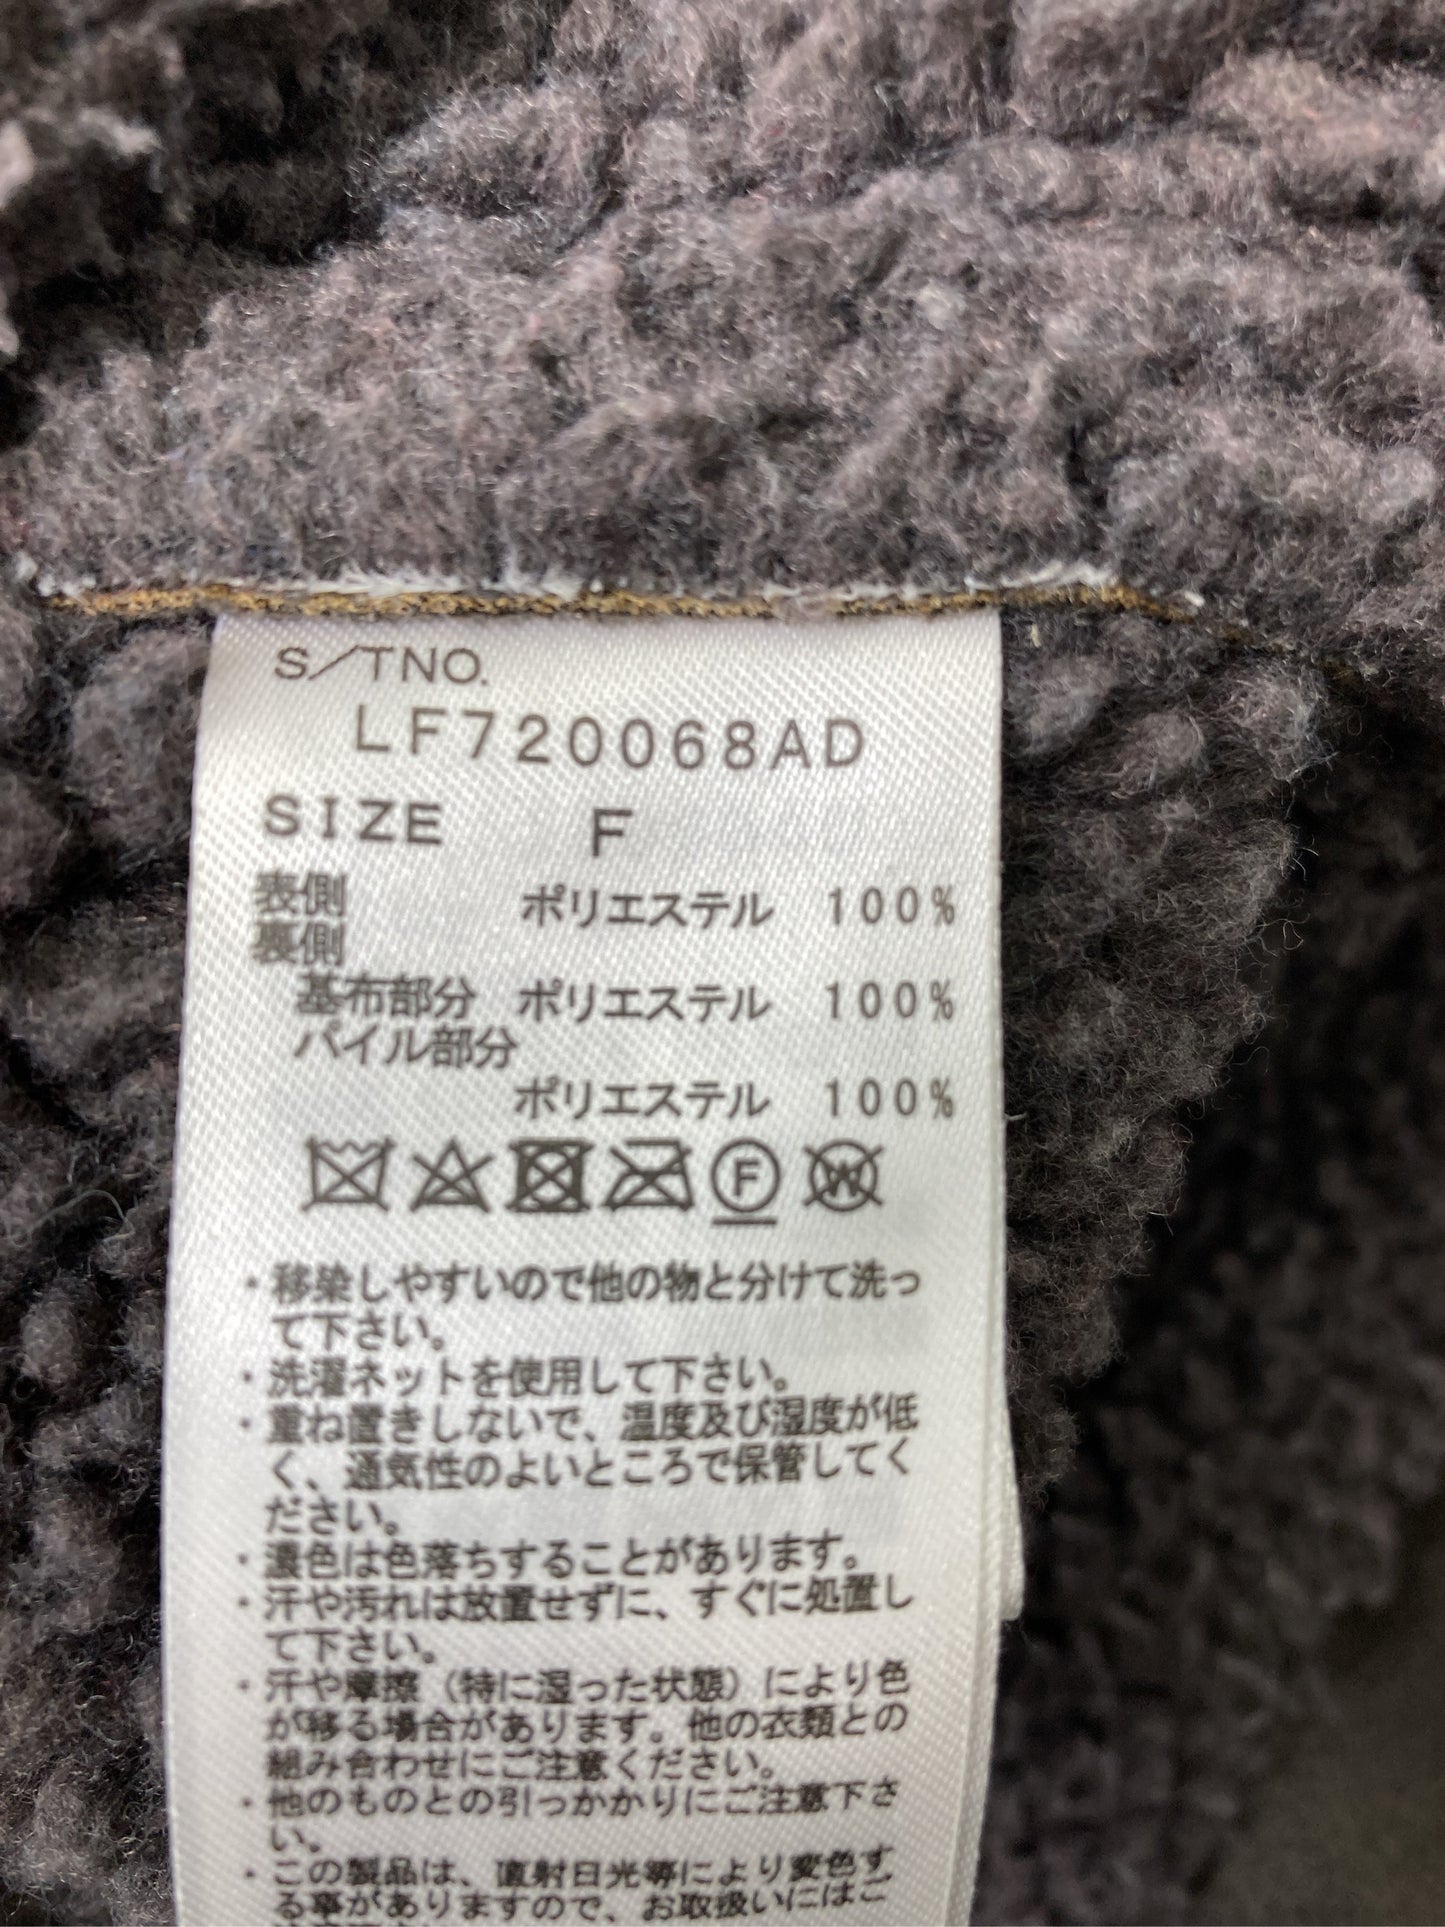 S/TNO.
LF720068AD
SIZE F
表側 ポリエステル 100%
裏側
基布部分 ポリエステル 100%
パイル部分
ポリエステル 100%
F W
・移染しやすいので他の物と分けて洗っ
て下さい。
・洗濯ネットを使用して下さい。
・重ね置きしないで、温度及び湿度が低
く、通気性のよいところで保管してく
ださい。
・濃色は色落ちすることがあります。
・汗や汚れは放置せずに、すぐに処置し
て下さい。
・汗や摩擦（特に湿った状態）により色
が移る場合があります。他の衣類との
組み合わせにご注意ください。
・他のものとの引っかかりにご注意下さ
い。
・この製品は、直射日光等により変色す
る事がありますので、お取扱いにはご